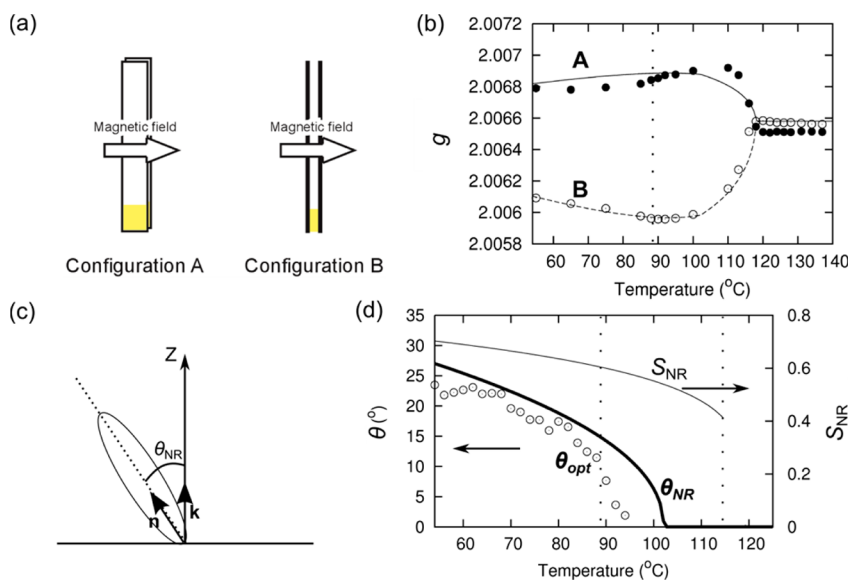 (a)
Magnetic field
Magnetic field
Configuration A
Configuration B
(b)
2.0072
2.007
2.0068
2.0066
2.0064
2.0062
2.006
2.0058
g
A
B
60 70 80 90 100 110 120 130 140
Temperature (°C)
(c)
Z
θNR
n
k
(d)
35
30
25
20
15
10
5
0
θ(°)
0.8
0.6
0.4
0.2
0
SNR
SNR
θopt
θNR
60 70 80 90 100 110 120
Temperature (°C)